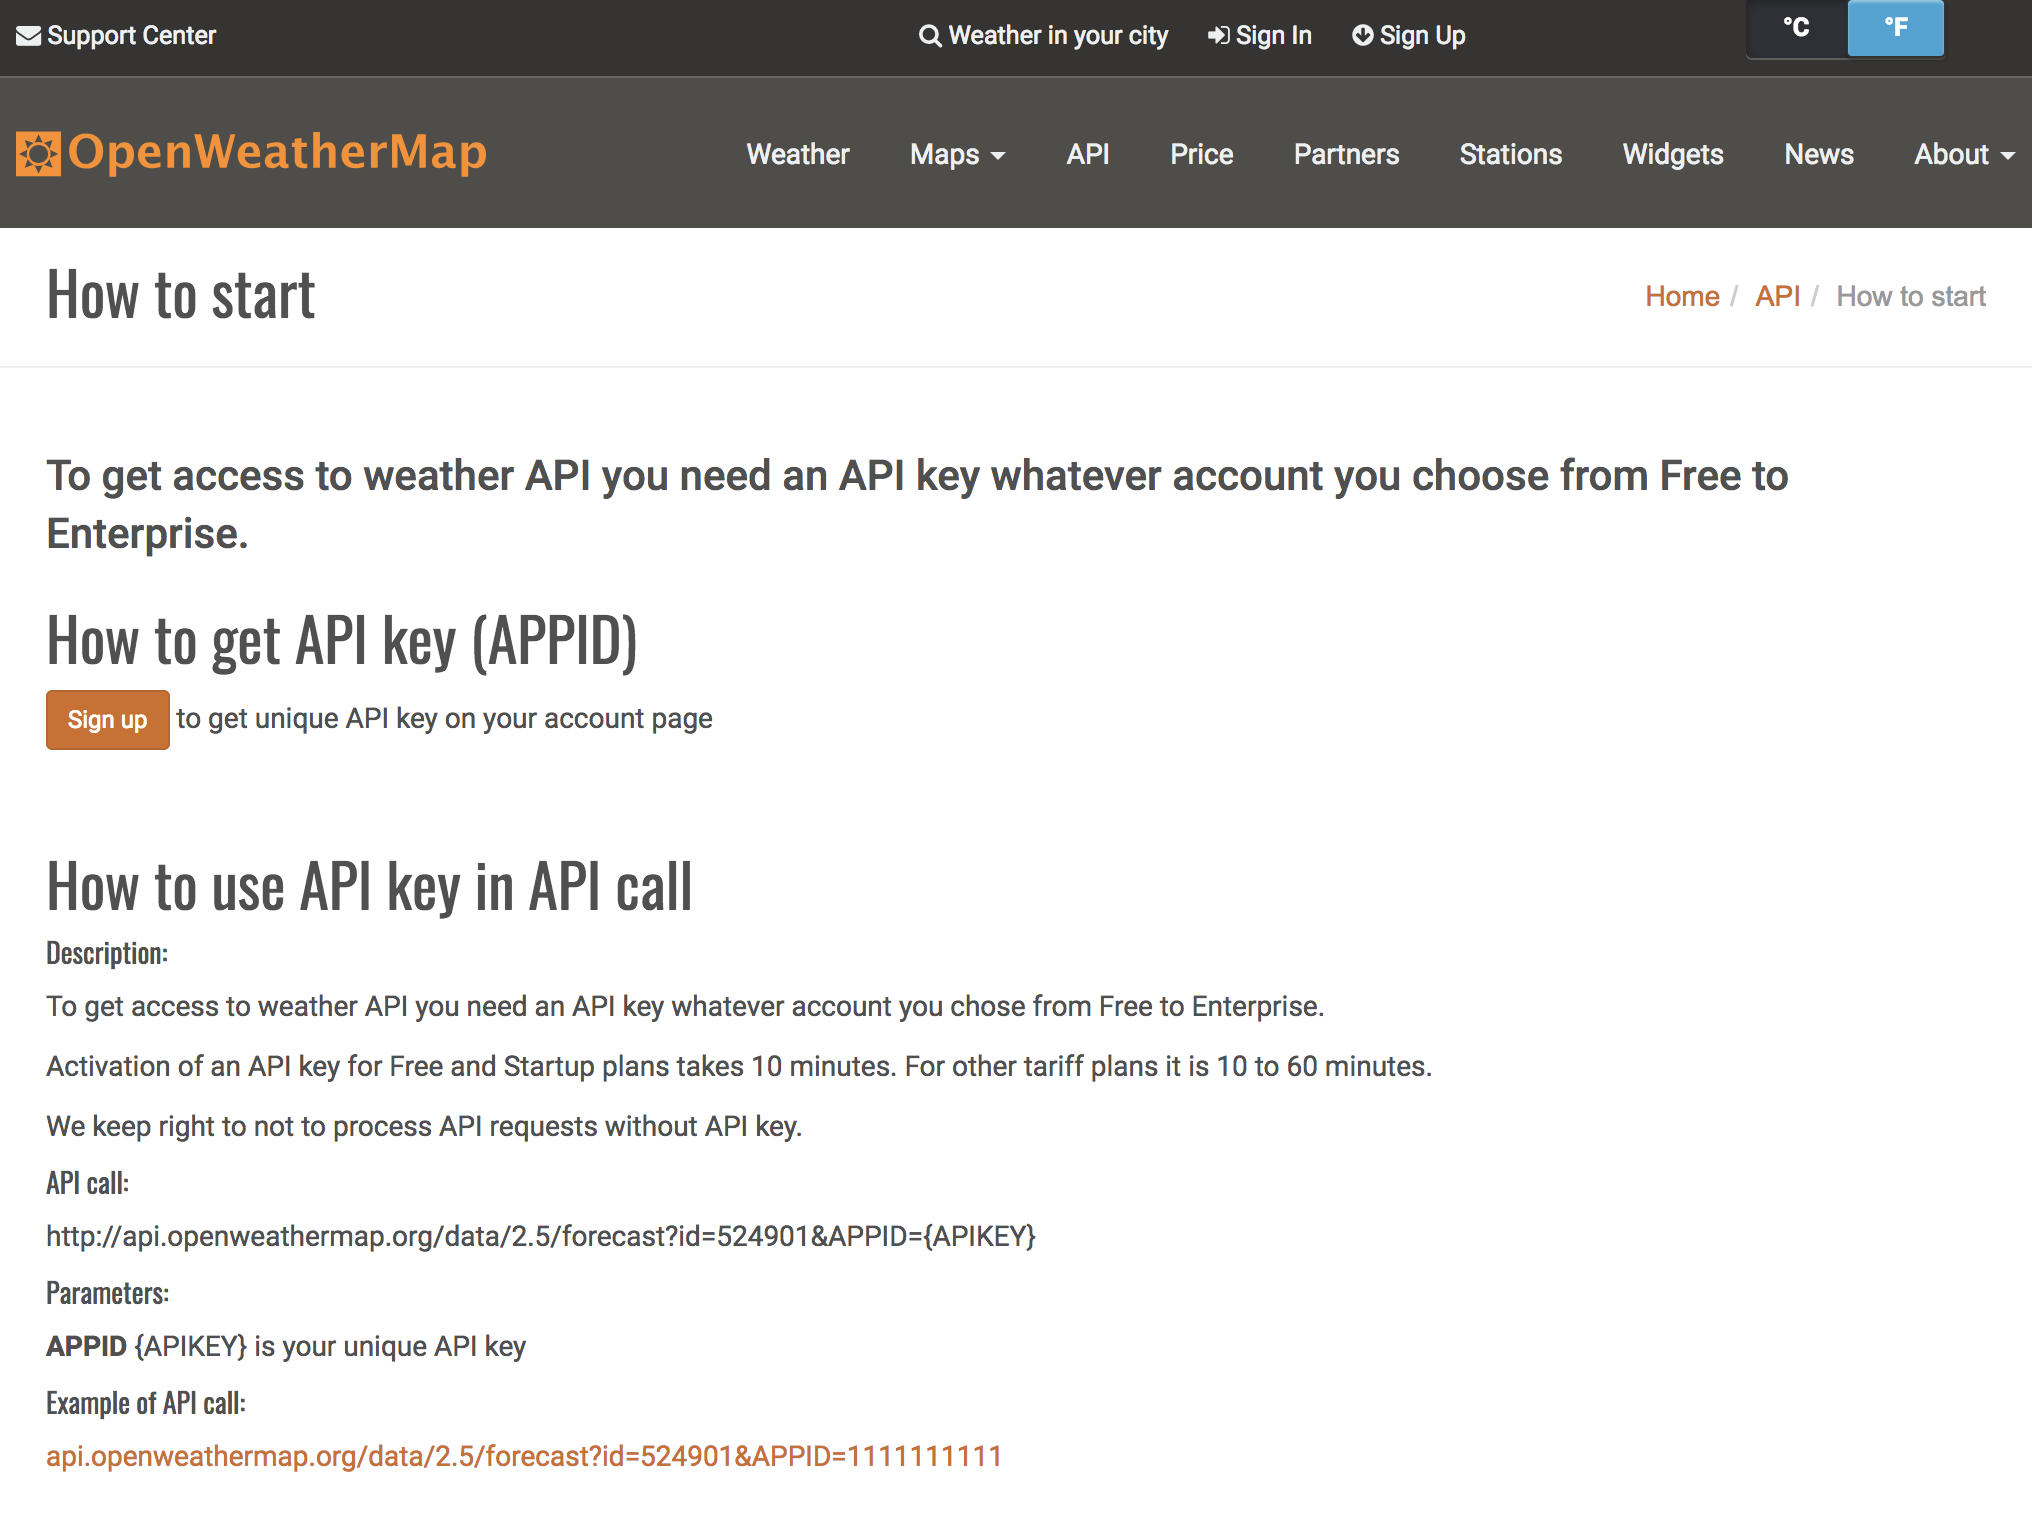 Support Center
Weather in your city
Sign In
Sign Up
°C
°F
OpenWeatherMap
Weather
Maps
API
Price
Partners
Stations
Widgets
News
About
How to start
Home / API / How to start
To get access to weather API you need an API key whatever account you choose from Free to
Enterprise.
How to get API key (APPID)
Sign up to get unique API key on your account page
How to use API key in API call
Description:
To get access to weather API you need an API key whatever account you chose from Free to Enterprise.
Activation of an API key for Free and Startup plans takes 10 minutes. For other tariff plans it is 10 to 60 minutes.
We keep right to not to process API requests without API key.
API call:
http://api.openweathermap.org/data/2.5/forecast?id=524901&APPID={APIKEY}
Parameters:
APPID {APIKEY} is your unique API key
Example of API call:
api.openweathermap.org/data/2.5/forecast?id=524901&APPID=1111111111